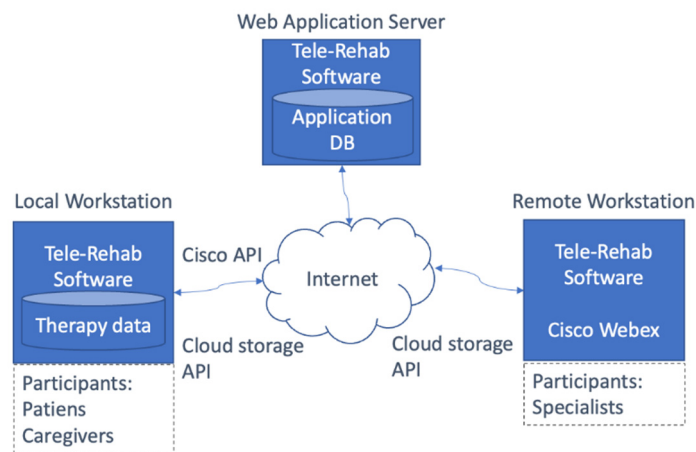 Web Application Server
Tele-Rehab
Software
Application
DB
Local Workstation
Tele-Rehab
Software
Therapy data
Participants:
Patiens
Caregivers
Cisco API
Cloud storage
API
Internet
Cloud storage
API
Remote Workstation
Tele-Rehab
Software
Cisco Webex
Participants:
Specialists